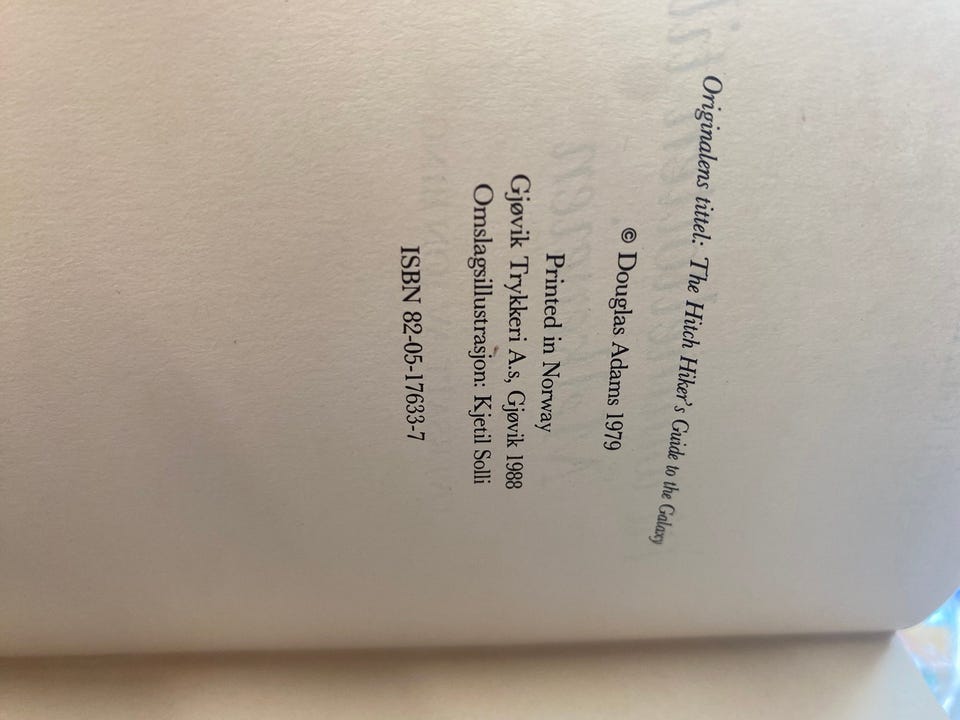 Originalens tittel: The Hitch Hiker's Guide to the Galaxy
© Douglas Adams 1979
Printed in Norway
Gjøvik Trykkeri A.s, Gjøvik 1988
Omslagsillustrasjon: Kjetil Solli
ISBN 82-05-17633-7